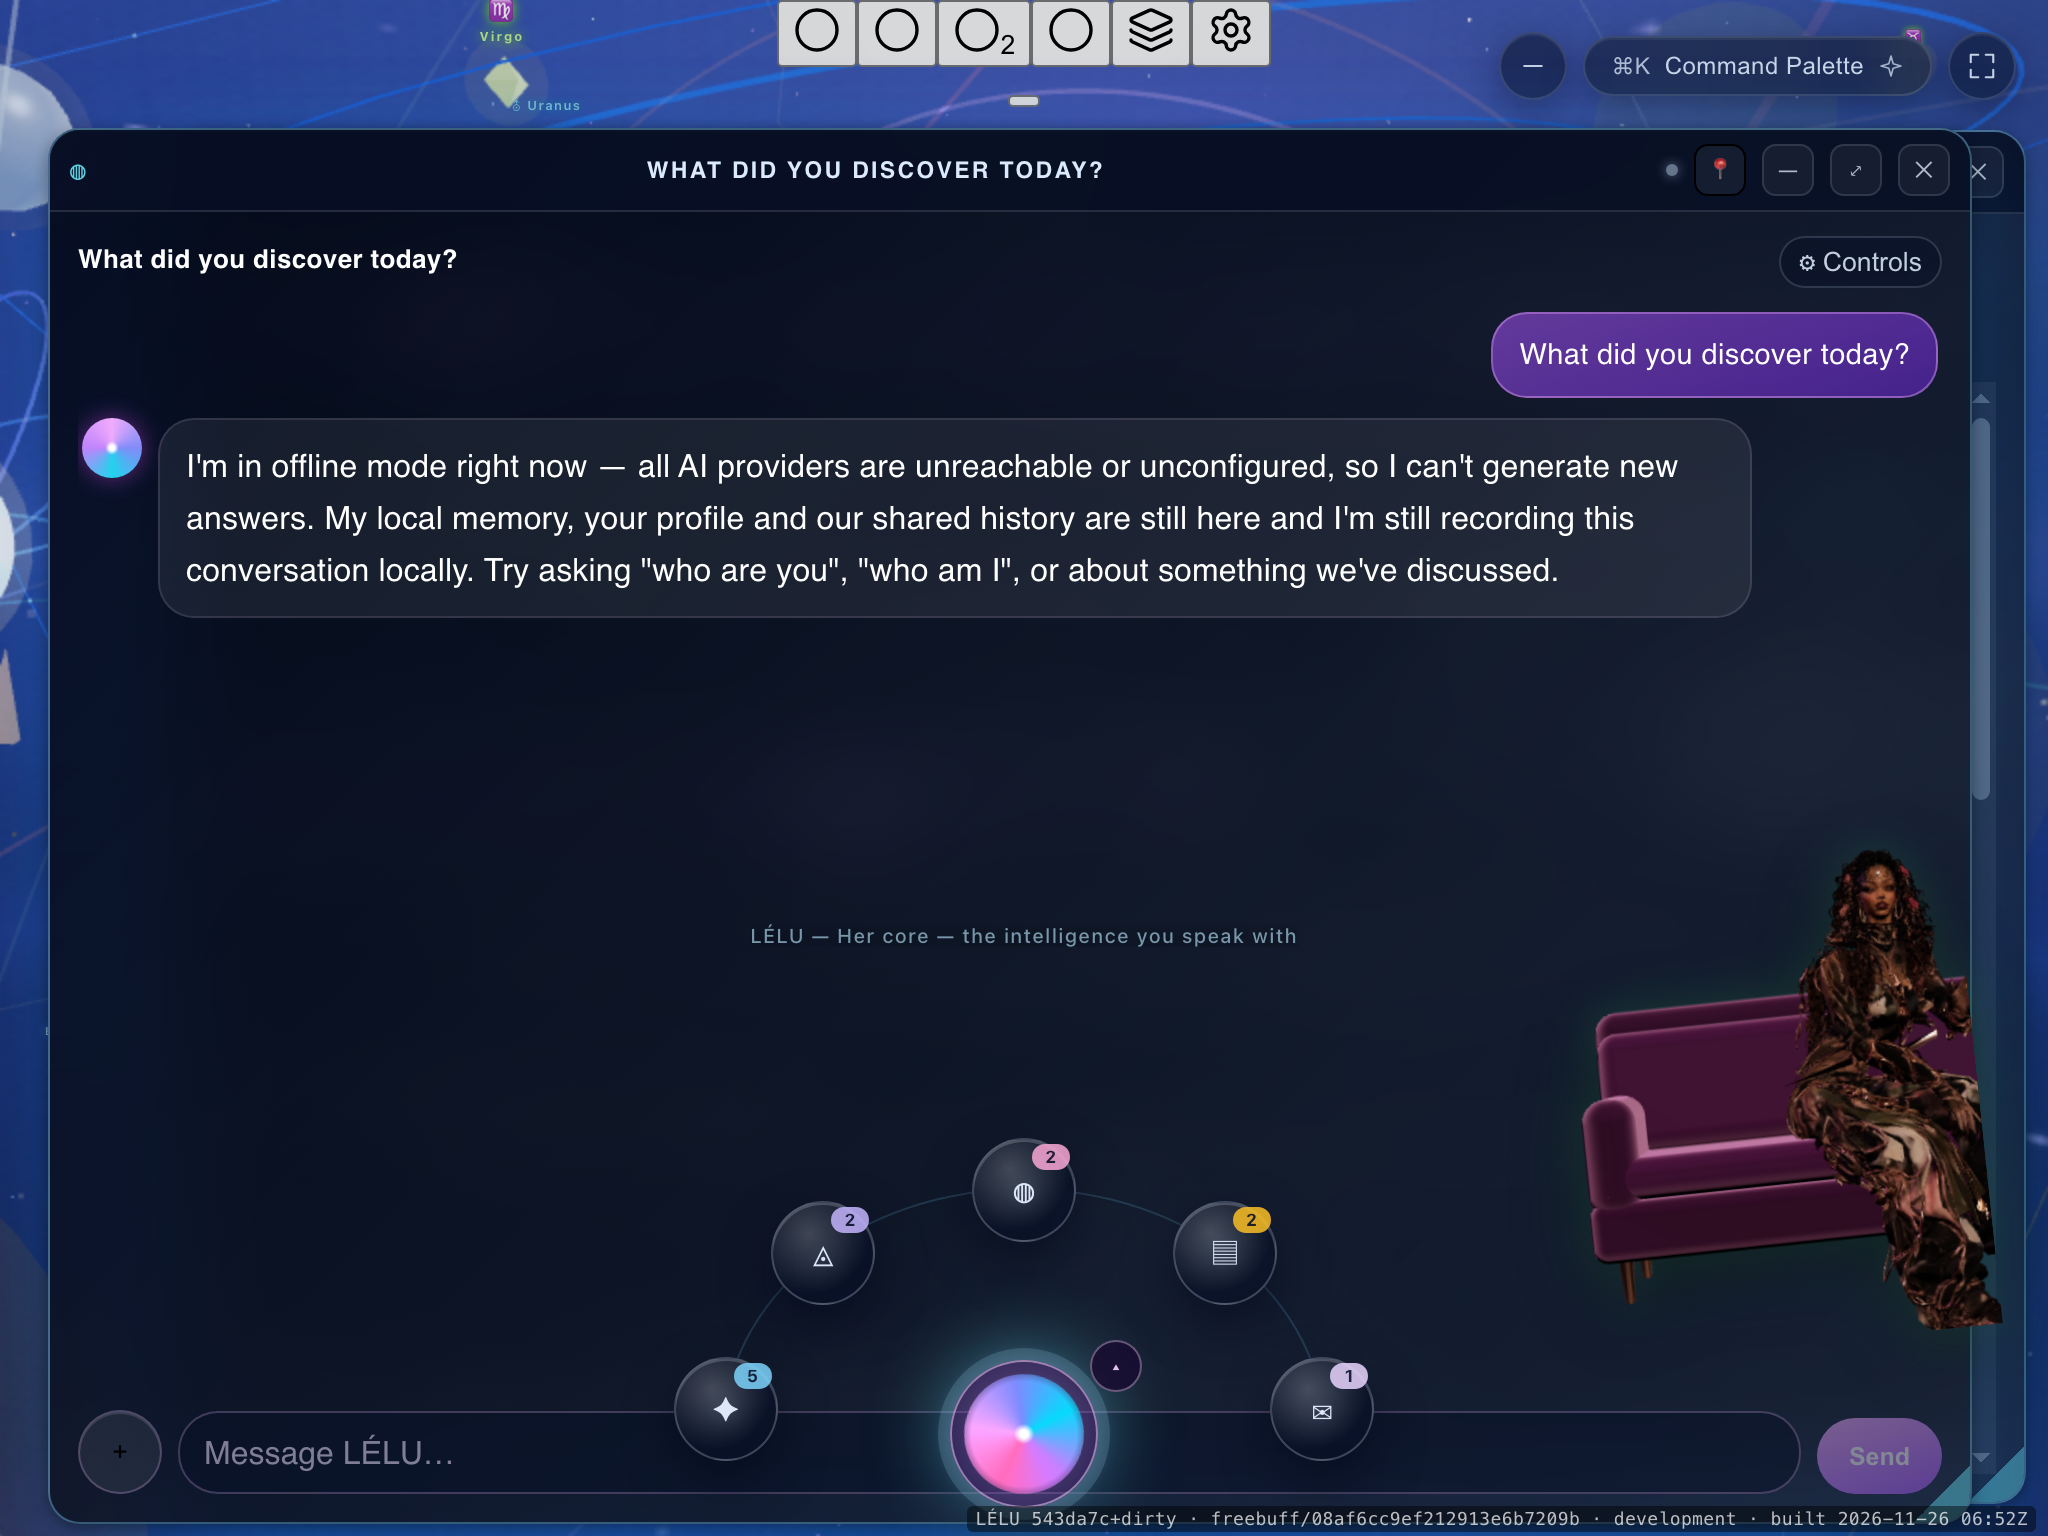 Virgo
Uranus
2
⌘K Command Palette
WHAT DID YOU DISCOVER TODAY?
What did you discover today?
Controls
What did you discover today?
I'm in offline mode right now — all AI providers are unreachable or unconfigured, so I can't generate new
answers. My local memory, your profile and our shared history are still here and I'm still recording this
conversation locally. Try asking "who are you", "who am I", or about something we've discussed.
LÉLU — Her core — the intelligence you speak with
2
2
2
5
1
Message LÉLU...
Send
LÉLU 543da7c+dirty · freebuff/08af6cc9ef212913e6b7209b · development · built 2026-11-26 06:52Z